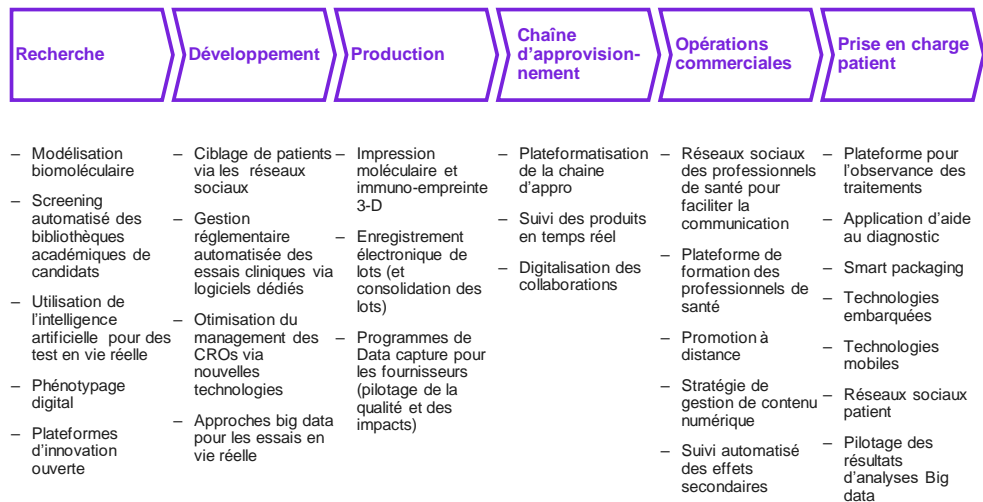 Recherche
Développement
Production
Chaîne
d'approvision-
nement
Opérations
commerciales
Prise en charge
patient
– Modélisation
biomoléculaire
– Screening
automatisé des
bibliothèques
académiques de
candidats
– Utilisation de
l'intelligence
artificielle pour des
test en vie réelle
– Phénotypage
digital
– Plateformes
d'innovation
ouverte
– Ciblage de patients
via les réseaux
sociaux
– Gestion
réglementaire
automatisée des
essais cliniques via
logiciels dédiés
– Otimisation du
management des
CROs via
nouvelles
technologies
– Approches big data
pour les essais en
vie réelle
– Impression
moléculaire et
immuno-empreinte
3-D
– Enregistrement
électronique de
lots (et
consolidation des
lots)
– Programmes de
Data capture pour
les fournisseurs
(pilotage de la
qualité et des
impacts)
– Plateformatisation
de la chaine
d'appro
– Suivi des produits
en temps réel
– Digitalisation des
collaborations
– Réseaux sociaux
des professionnels
de santé pour
faciliter la
communication
– Plateforme de
formation des
professionnels de
santé
– Promotion à
distance
– Stratégie de
gestion de contenu
numérique
– Suivi automatisé
des effets
secondaires
– Plateforme pour
l'observance des
traitements
– Application d'aide
au diagnostic
– Smart packaging
– Technologies
embarquées
– Technologies
mobiles
– Réseaux sociaux
patient
– Pilotage des
résultats
d'analyses Big
data